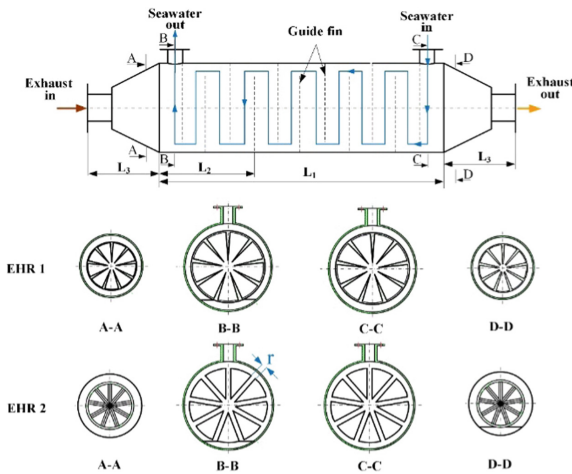 Seawater out
Seawater in
B
C
A
D
Guide fin
Exhaust in
Exhaust out
A
B
C
D
L3
L2
L1
L3
EHR 1
A-A
B-B
C-C
D-D
r
EHR 2
A-A
B-B
C-C
D-D